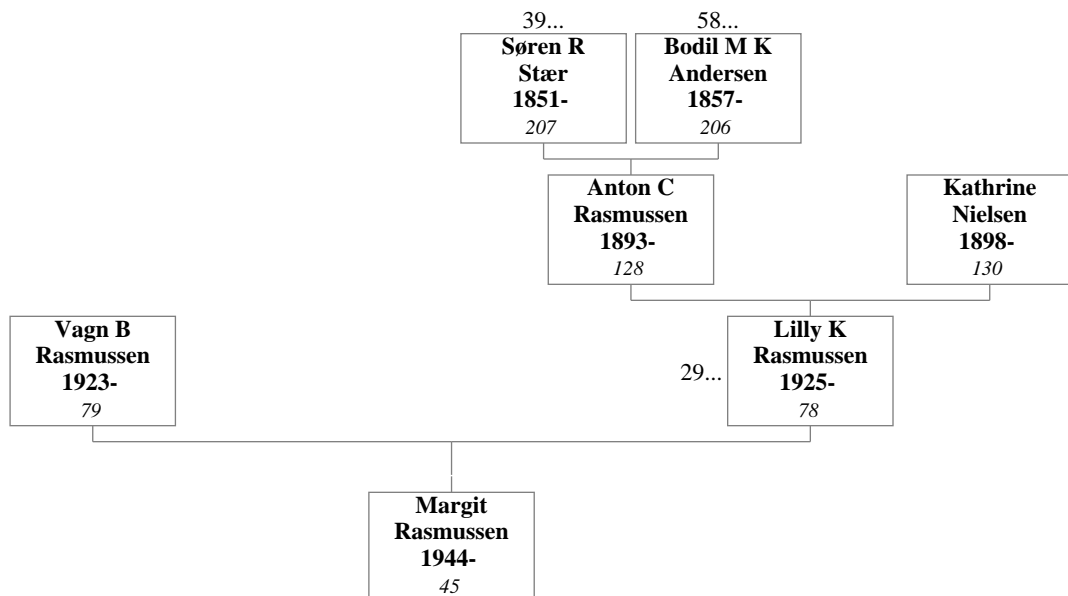 39...
58...
Søren R
Stær
1851-
207
Bodil M K
Andersen
1857-
206
Anton C
Rasmussen
1893-
128
Kathrine
Nielsen
1898-
130
Vagn B
Rasmussen
1923-
79
29...
Lilly K
Rasmussen
1925-
78
Margit
Rasmussen
1944-
45